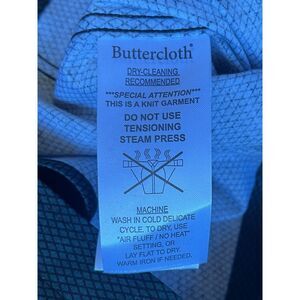 Buttercloth®
DRY-CLEANING
RECOMMENDED
***SPECIAL ATTENTION***
THIS IS A KNIT GARMENT
DO NOT USE
TENSIONING
STEAM PRESS
MACHINE
WASH IN COLD DELICATE
CYCLE. TO DRY, USE
"AIR FLUFF / NO HEAT"
SETTING, OR
LAY FLAT TO DRY.
WARM IRON IF NEEDED.